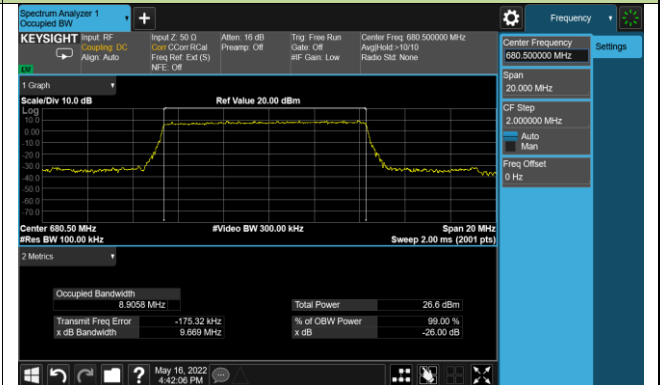 Spectrum Analyzer 1
Occupied BW
+
Frequency
KEYSIGHT
Input: RF
Coupling: DC
Align: Auto
Input Z: 50 Ω
Corr CCorr RCal
Freq Ref: Ext (S)
NFE: Off
Atten: 16 dB
Preamp: Off
Trig: Free Run
Gate: Off
#IF Gain: Low
Center Freq: 680.500000 MHz
Avg|Hold:>10/10
Radio Std: None
Center Frequency
680.500000 MHz
Settings
Span
20.000 MHz
CF Step
2.000000 MHz
Auto
Man
Freq Offset
0 Hz
1 Graph
Scale/Div 10.0 dB
Ref Value 20.00 dBm
Log
10.0
0.00
-10.0
-20.0
-30.0
-40.0
-50.0
-60.0
-70.0
Center 680.50 MHz
#Video BW 300.00 kHz
Span 20 MHz
#Res BW 100.00 kHz
Sweep 2.00 ms (2001 pts)
2 Metrics
Occupied Bandwidth
8.9058 MHz
Total Power
26.6 dBm
Transmit Freq Error
-175.32 kHz
% of OBW Power
99.00 %
x dB Bandwidth
9.669 MHz
x dB
-26.00 dB
?
May 16, 2022
4:42:06 PM